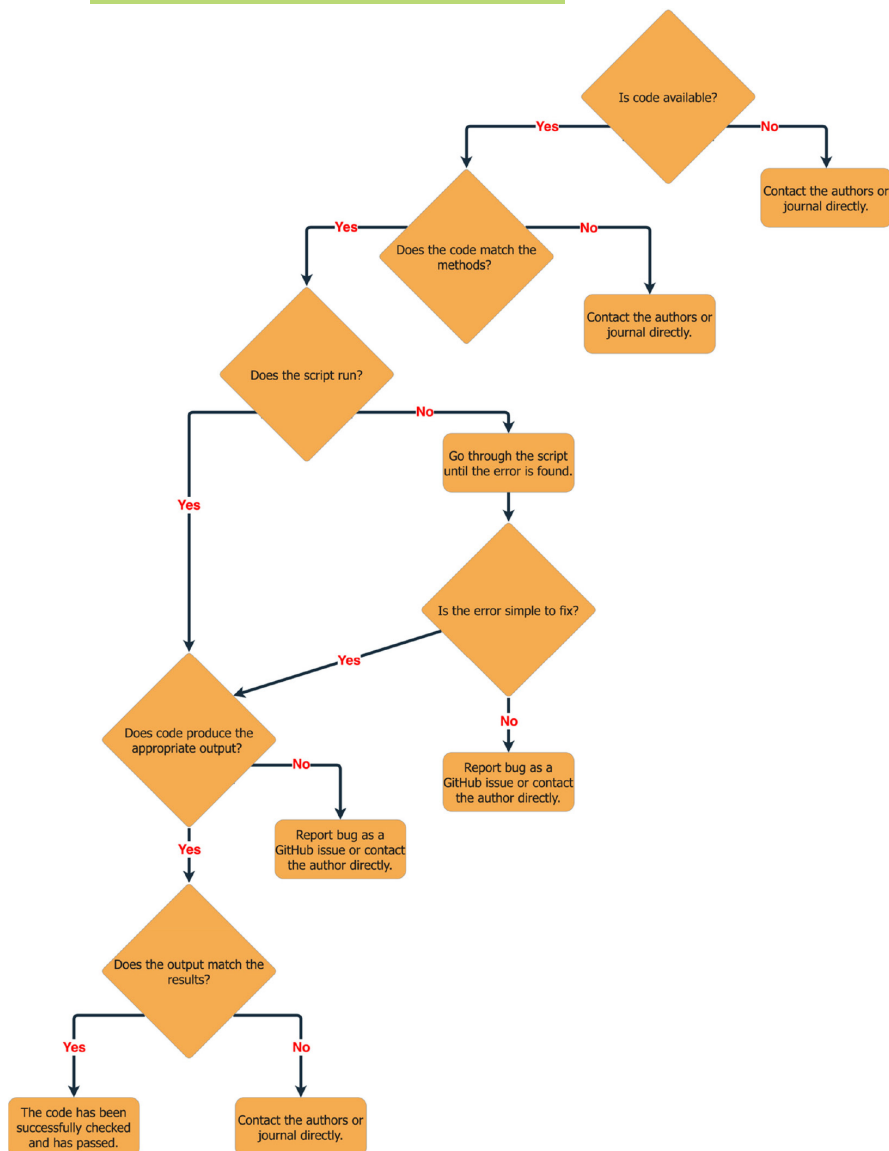 Is code available?
Yes
No
Contact the authors or
journal directly.
Does the code match the
methods?
Yes
No
Contact the authors or
journal directly.
Does the script run?
No
Go through the script
until the error is found.
Yes
Is the error simple to fix?
Yes
No
Does code produce the
appropriate output?
No
Report bug as a
GitHub issue or contact
the author directly.
Report bug as a
GitHub issue or contact
the author directly.
Yes
Does the output match the
results?
Yes
No
The code has been
successfully checked
and has passed.
Contact the authors or
journal directly.